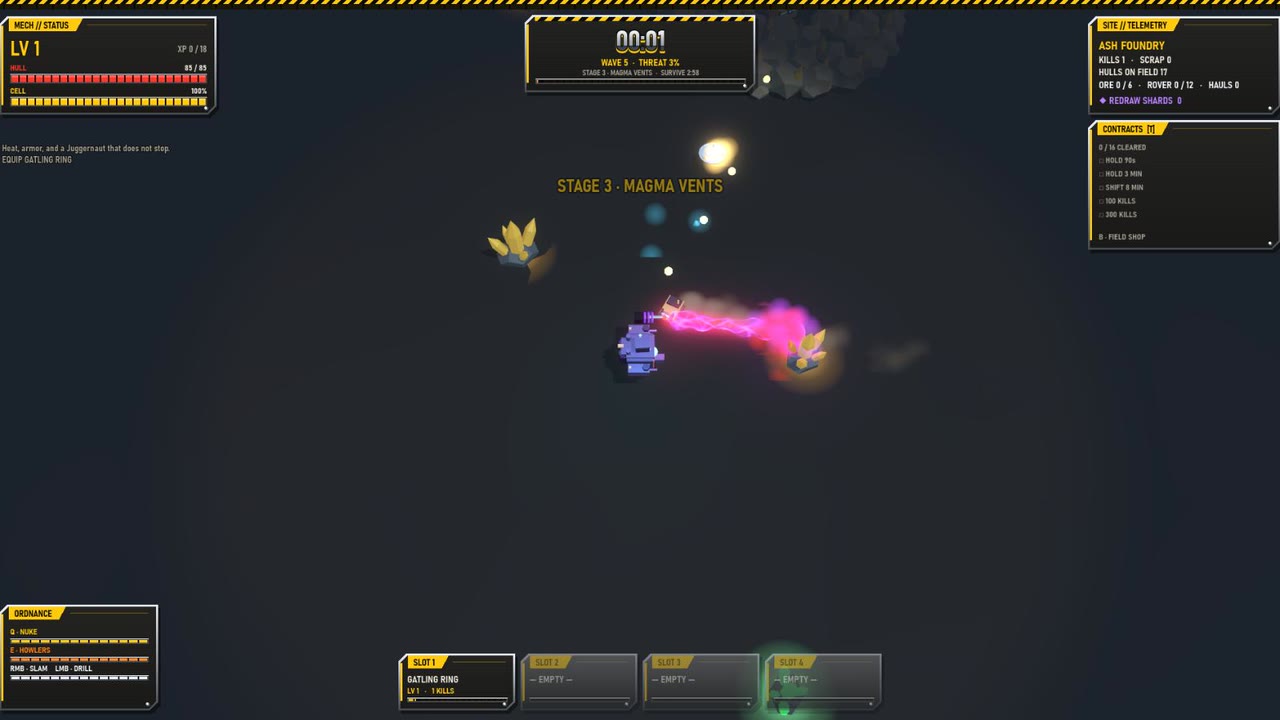 MECH // STATUS
LV 1
XP 0 / 18
HULL
85 / 85
CELL
100%
Heat, armor, and a Juggernaut that does not stop.
EQUIP GATLING RING
00:01
WAVE 5 · THREAT 3%
STAGE 3 · MAGMA VENTS · SURVIVE 2:58
STAGE 3 · MAGMA VENTS
SITE // TELEMETRY
ASH FOUNDRY
KILLS 1 · SCRAP 0
HULLS ON FIELD 17
ORE 0 / 6 · ROVER 0 / 12 · HAULS 0
◆ REDRAW SHARDS 0
CONTRACTS [T]
0 / 16 CLEARED
□ HOLD 90s
□ HOLD 3 MIN
□ SHIFT 8 MIN
□ 100 KILLS
□ 300 KILLS
B · FIELD SHOP
ORDNANCE
Q · NUKE
E · HOWLERS
RMB · SLAM LMB · DRILL
SLOT 1
GATLING RING
LV 1 · 1 KILLS
SLOT 2
— EMPTY —
SLOT 3
— EMPTY —
SLOT 4
— EMPTY —